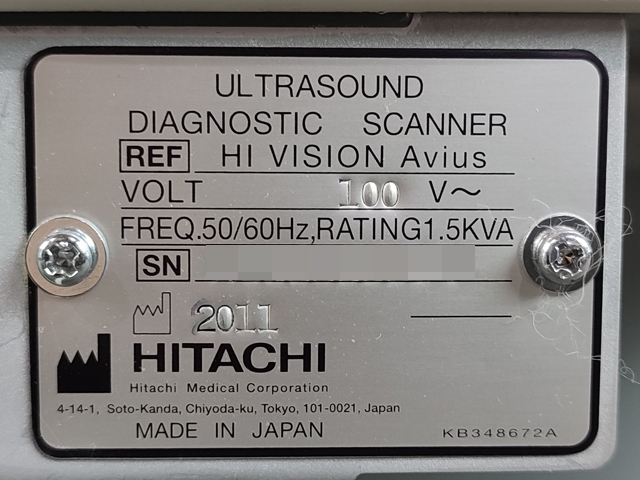 ULTRASOUND
DIAGNOSTIC SCANNER
REF HI VISION Avius
VOLT 100 V~
FREQ.50/60Hz,RATING1.5KVA
SN
2011
HITACHI
Hitachi Medical Corporation
4-14-1, Soto-Kanda, Chiyoda-ku, Tokyo, 101-0021, Japan
MADE IN JAPAN
KB348672A